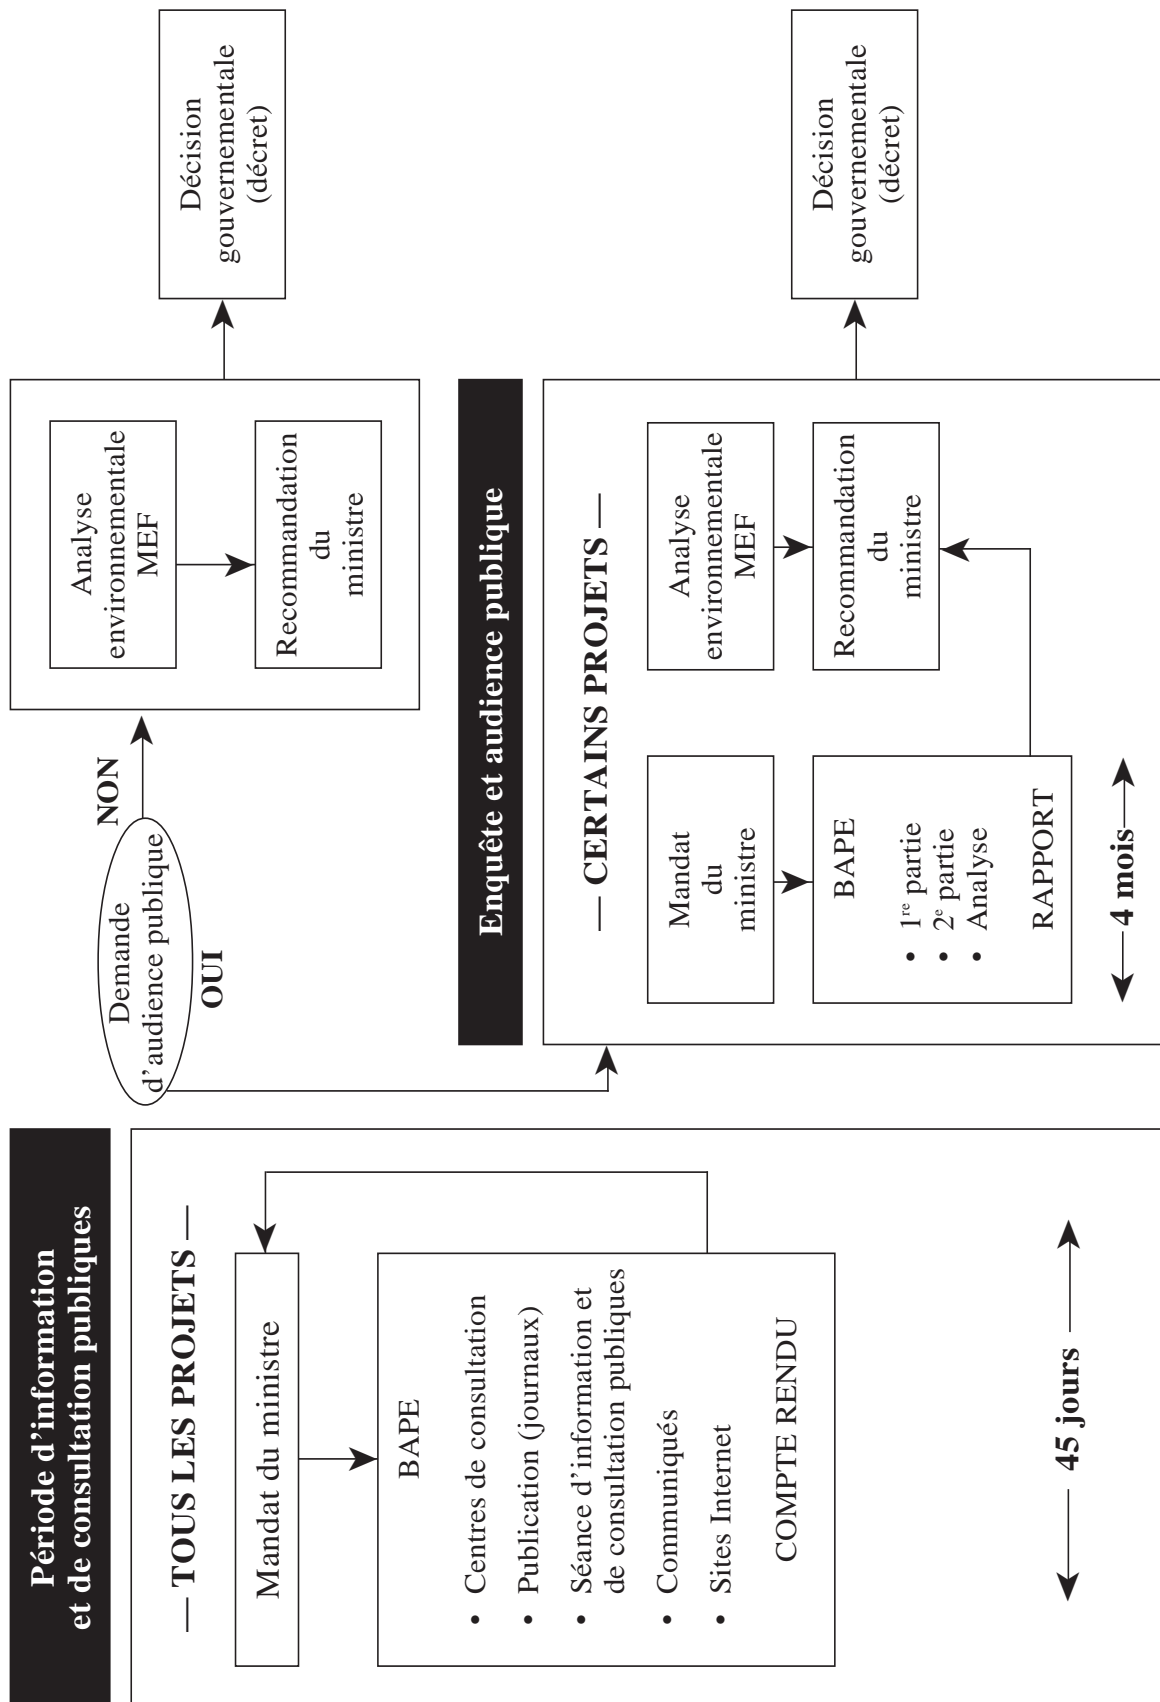 Période d'information
et de consultation publiques
— TOUS LES PROJETS —
Mandat du ministre
BAPE
• Centres de consultation
• Publication (journaux)
• Séance d'information et
de consultation publiques
• Communiqués
• Sites Internet
COMPTE RENDU
45 jours
Demande
d'audience publique
OUI
NON
Analyse
environnementale
MEF
Recommandation
du
ministre
Décision
gouvernementale
(décret)
Enquête et audience publique
— CERTAINS PROJETS —
Mandat
du
ministre
BAPE
• 1re partie
• 2e partie
• Analyse
RAPPORT
4 mois
Analyse
environnementale
MEF
Recommandation
du
ministre
Décision
gouvernementale
(décret)